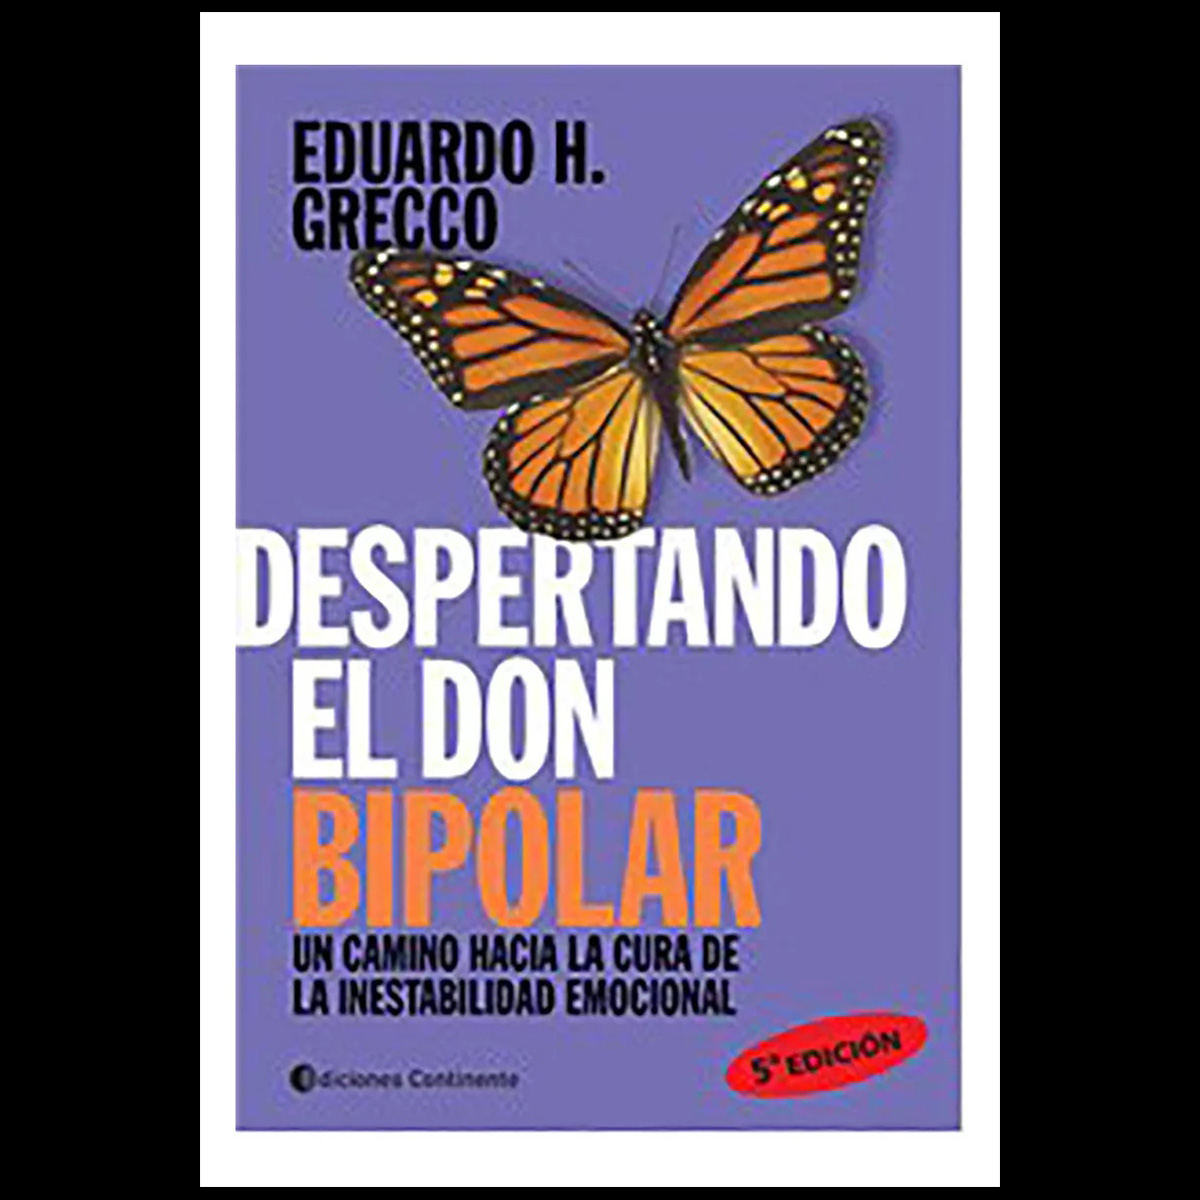 EDUARDO H.
GRECCO
DESPERTANDO
EL DON
BIPOLAR
UN CAMINO HACIA LA CURA DE
LA INESTABILIDAD EMOCIONAL
5ª EDICIÓN
Ediciones Continente